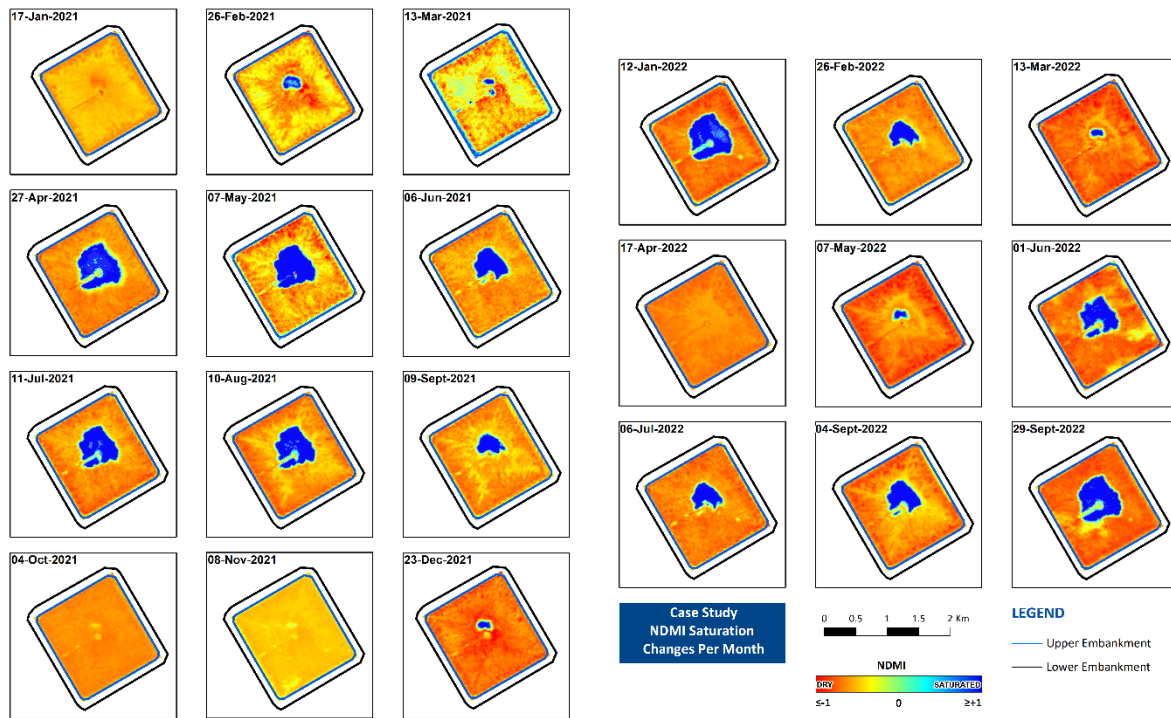 17-Jan-2021
26-Feb-2021
13-Mar-2021
27-Apr-2021
07-May-2021
06-Jun-2021
11-Jul-2021
10-Aug-2021
09-Sept-2021
04-Oct-2021
08-Nov-2021
23-Dec-2021
12-Jan-2022
26-Feb-2022
13-Mar-2022
17-Apr-2022
07-May-2022
01-Jun-2022
06-Jul-2022
04-Sept-2022
29-Sept-2022
Case Study
NDMI Saturation
Changes Per Month
0 0.5 1 2 Km
NDMI
DRY SATURATED
≤-1 0 ≥+1
LEGEND
Upper Embankment
Lower Embankment